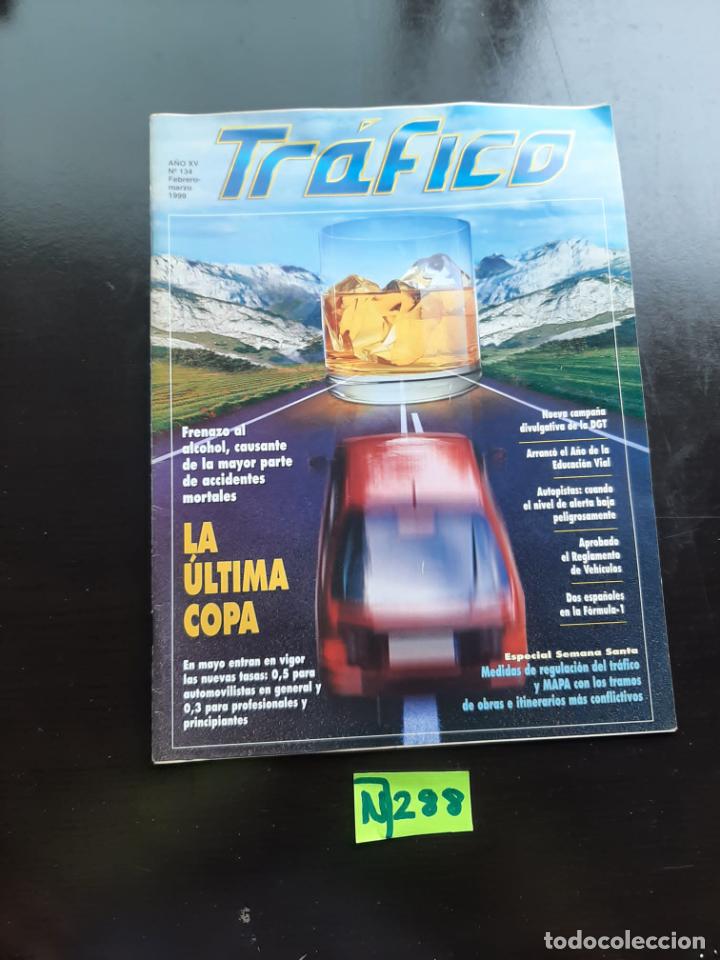 Tráfico
AÑO XV
Nº 134
Febrero-
marzo
1999
Frenazo al
alcohol, causante
de la mayor parte
de accidentes
mortales
LA
ÚLTIMA
COPA
En mayo entran en vigor
las nuevas tasas: 0,5 para
automovilistas en general y
0,3 para profesionales y
principiantes
Nueva campaña
divulgativa de la DGT
Arrancó el Año de la
Educación Vial
Autopistas: cuando
el nivel de alerta baja
peligrosamente
Aprobado
el Reglamento
de Vehículos
Dos españoles
en la Fórmula-1
Especial Semana Santa
Medidas de regulación del tráfico
y MAPA con los tramos
de obras e itinerarios más conflictivos
N288
todocoleccion
todocoleccion.net